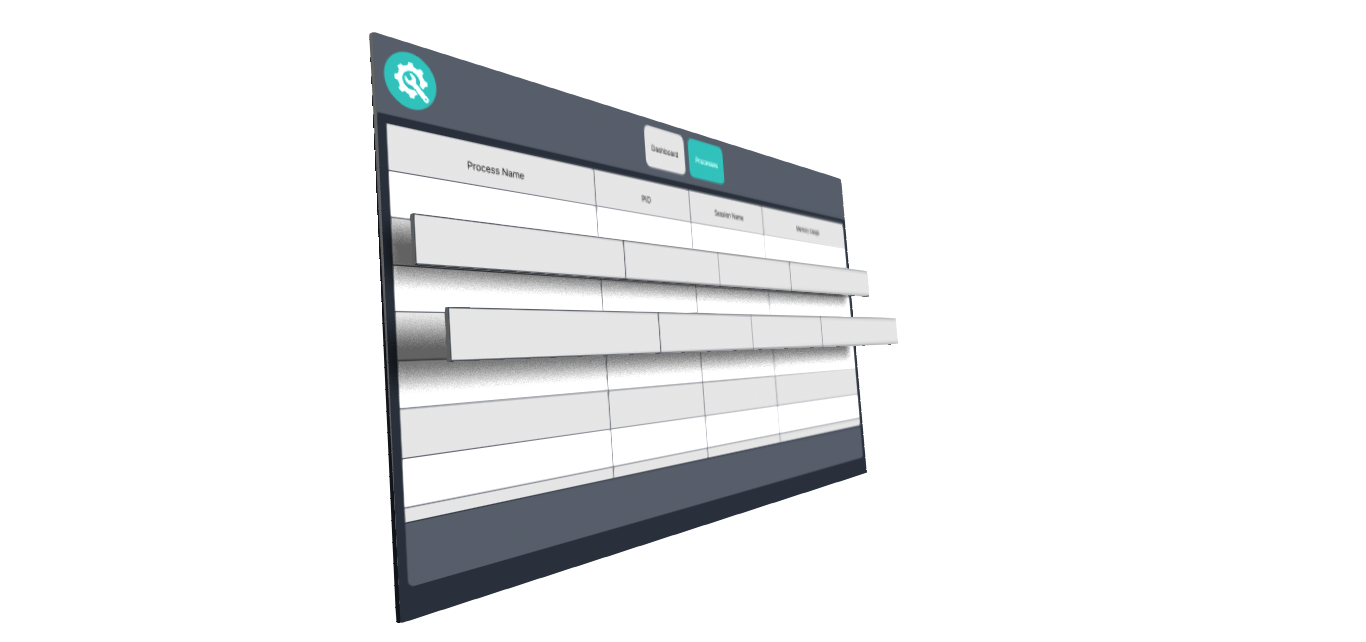 Dashboard
Processes
Process Name
PID
Session Name